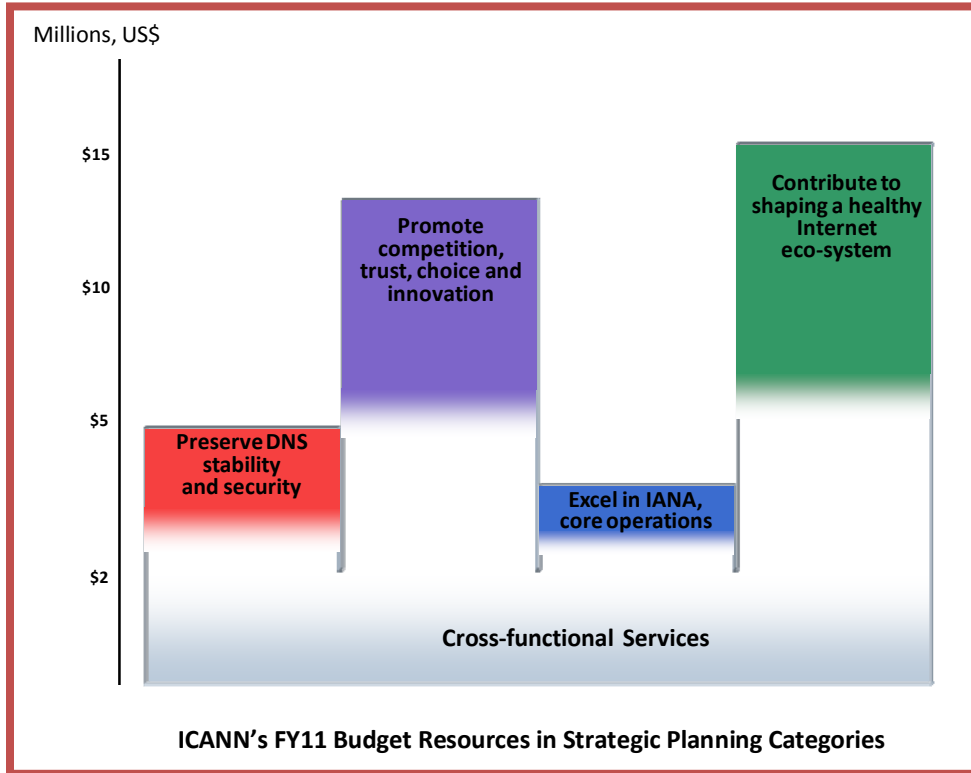 Millions, US$
$15
$10
$5
$2
Preserve DNS
stability
and security
Promote
competition,
trust, choice and
innovation
Excel in IANA,
core operations
Contribute to
shaping a healthy
Internet
eco-system
Cross-functional Services
ICANN's FY11 Budget Resources in Strategic Planning Categories